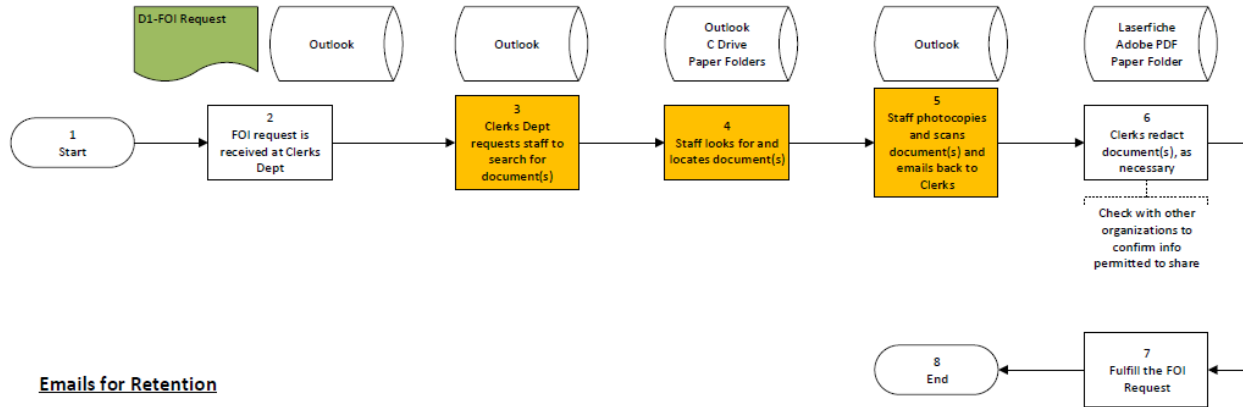 D1-FOI Request
Outlook
Outlook
Outlook
C Drive
Paper Folders
Outlook
Laserfiche
Adobe PDF
Paper Folder
1
Start
2
FOI request is
received at Clerks
Dept
3
Clerks Dept
requests staff to
search for
document(s)
4
Staff looks for and
locates document(s)
5
Staff photocopies
and scans
document(s) and
emails back to
Clerks
6
Clerks redact
document(s), as
necessary
Check with other
organizations to
confirm info
permitted to share
7
Fulfill the FOI
Request
8
End
Emails for Retention